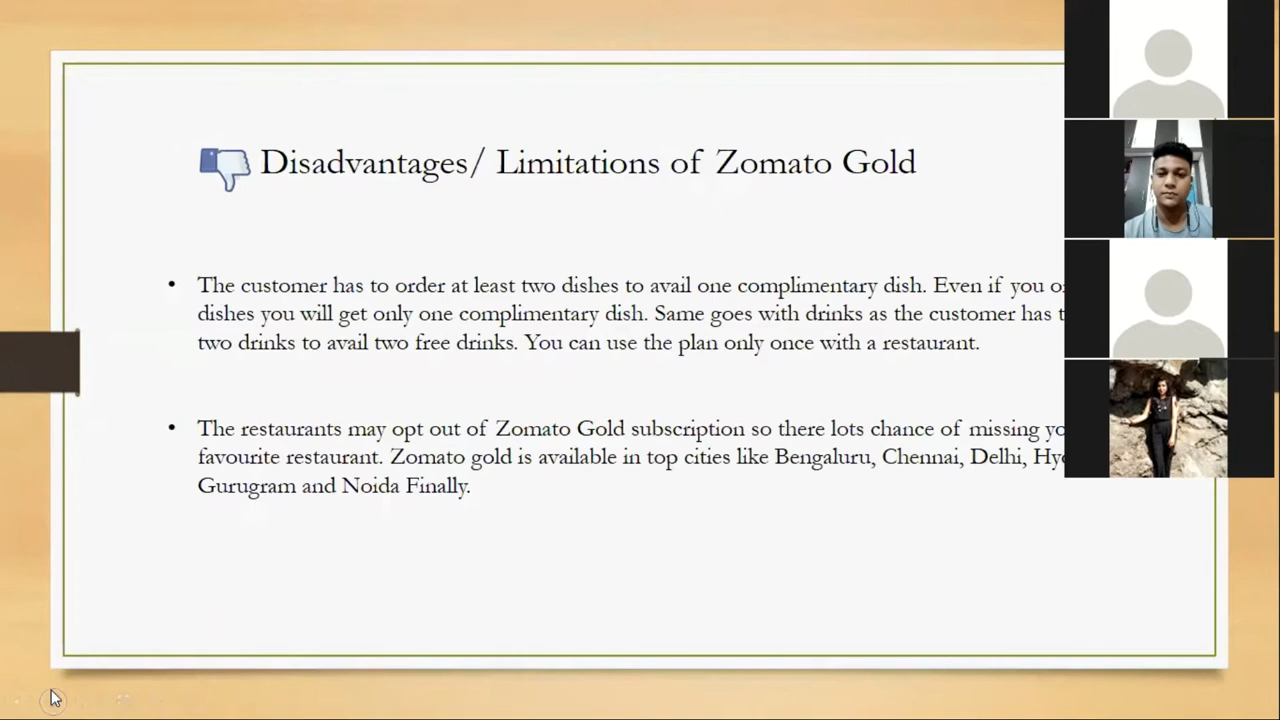 Disadvantages/ Limitations of Zomato Gold
• The customer has to order at least two dishes to avail one complimentary dish. Even if you
dishes you will get only one complimentary dish. Same goes with drinks as the customer has
two drinks to avail two free drinks. You can use the plan only once with a restaurant.
• The restaurants may opt out of Zomato Gold subscription so there lots chance of missing
favourite restaurant. Zomato gold is available in top cities like Bengaluru, Chennai, Delhi,
Gurugram and Noida Finally.